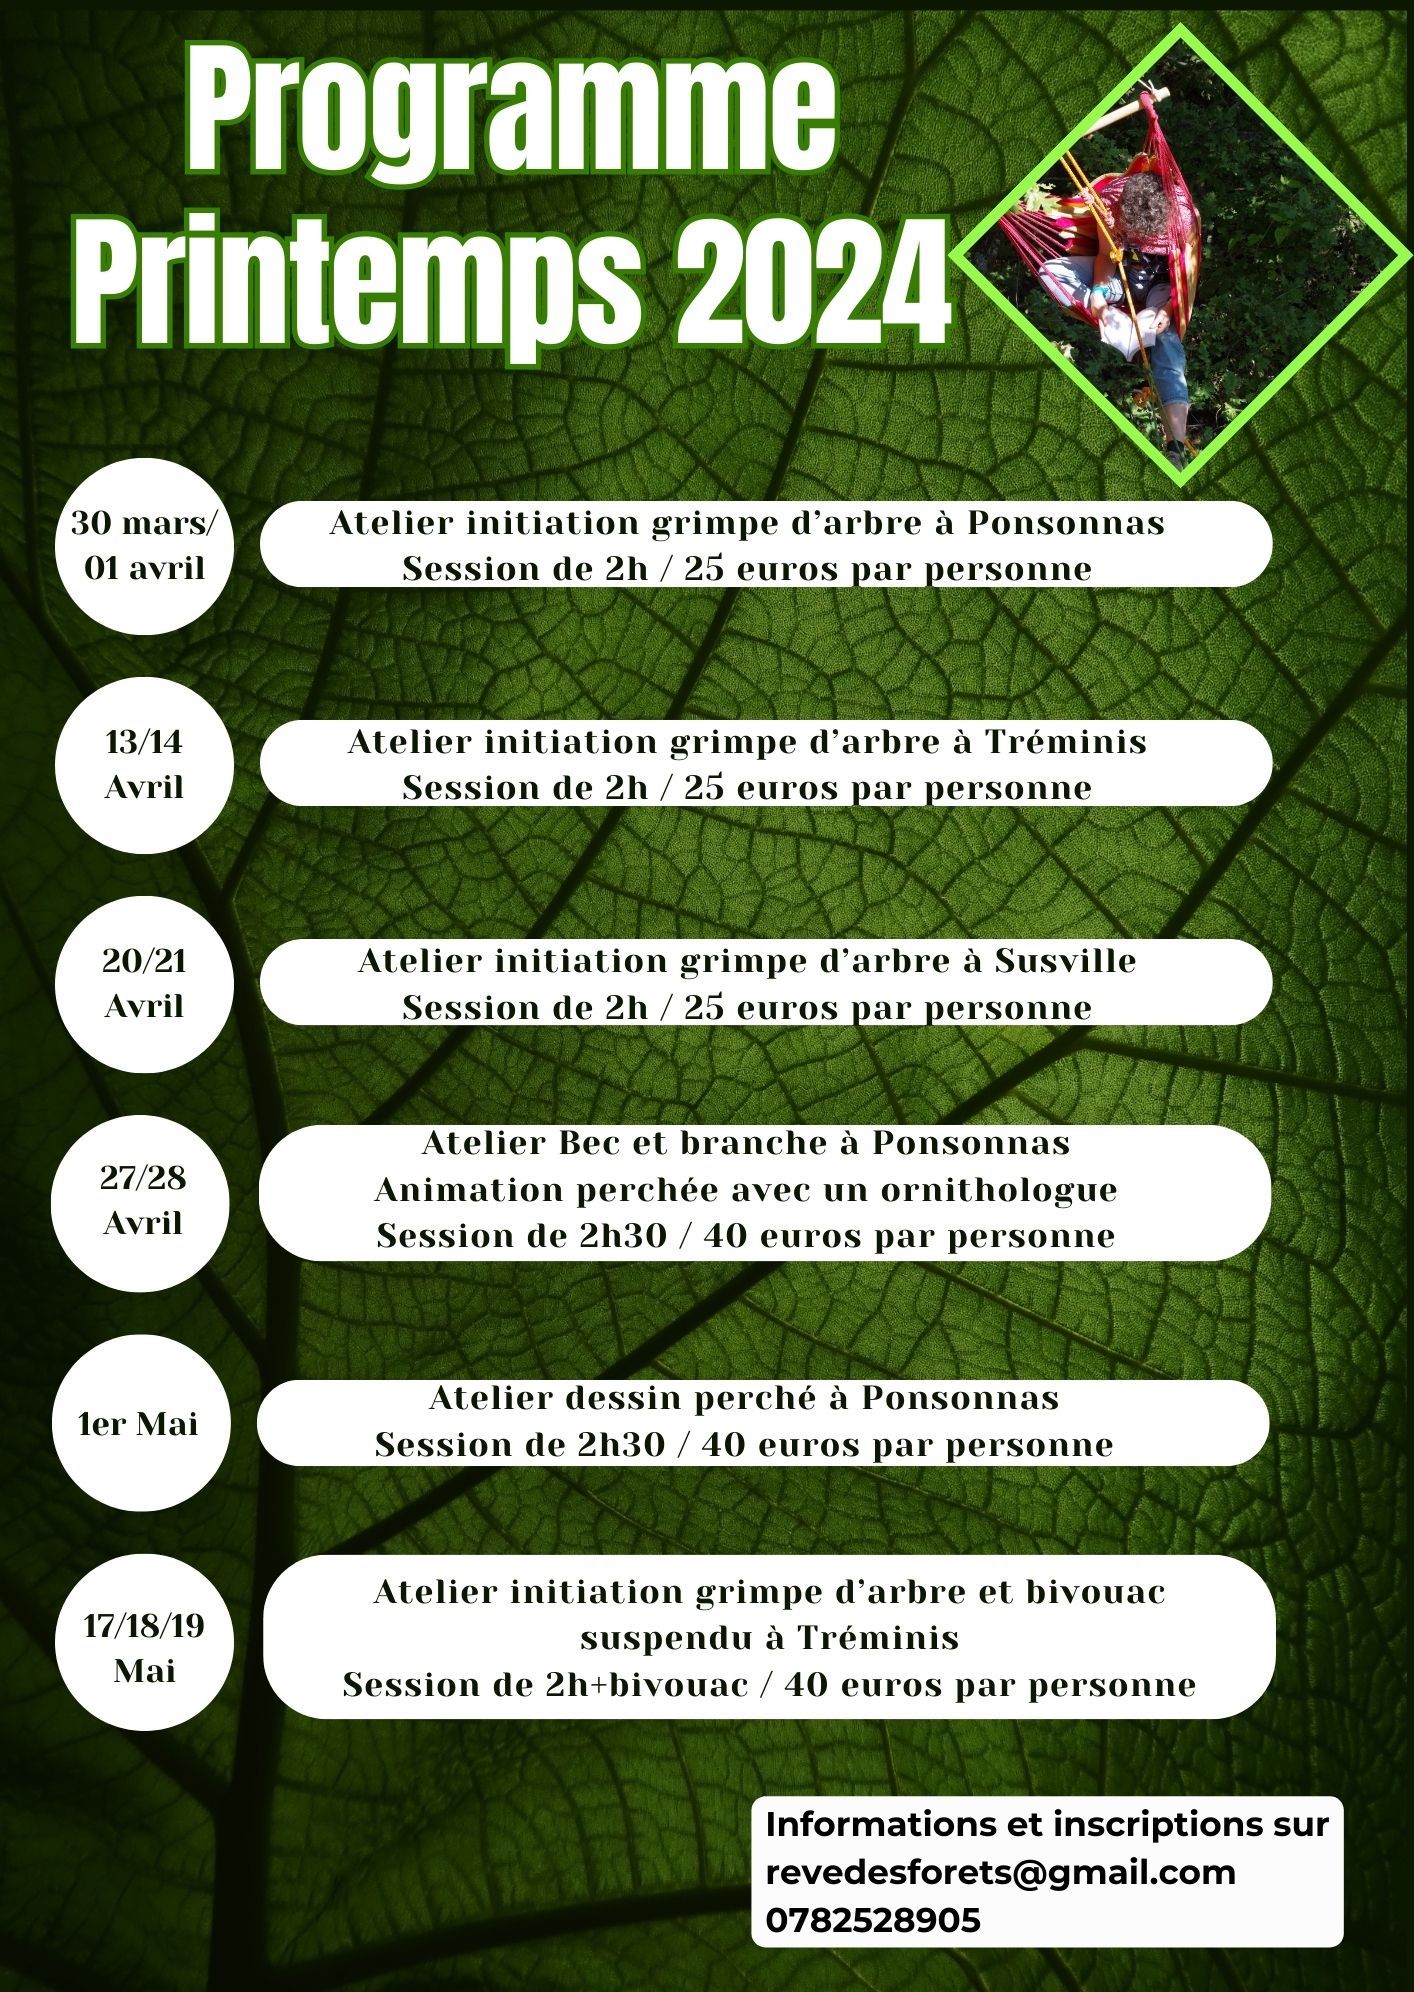 Programme
Printemps 2024
30 mars/
01 avril
Atelier initiation grimpe d’arbre à Ponsonnas
Session de 2h / 25 euros par personne
13/14
Avril
Atelier initiation grimpe d’arbre à Tréminis
Session de 2h / 25 euros par personne
20/21
Avril
Atelier initiation grimpe d’arbre à Susville
Session de 2h / 25 euros par personne
27/28
Avril
Atelier Bec et branche à Ponsonnas
Animation perchée avec un ornithologue
Session de 2h30 / 40 euros par personne
1er Mai
Atelier dessin perché à Ponsonnas
Session de 2h30 / 40 euros par personne
17/18/19
Mai
Atelier initiation grimpe d’arbre et bivouac
suspendu à Tréminis
Session de 2h+bivouac / 40 euros par personne
Informations et inscriptions sur
revedesforets@gmail.com
0782528905